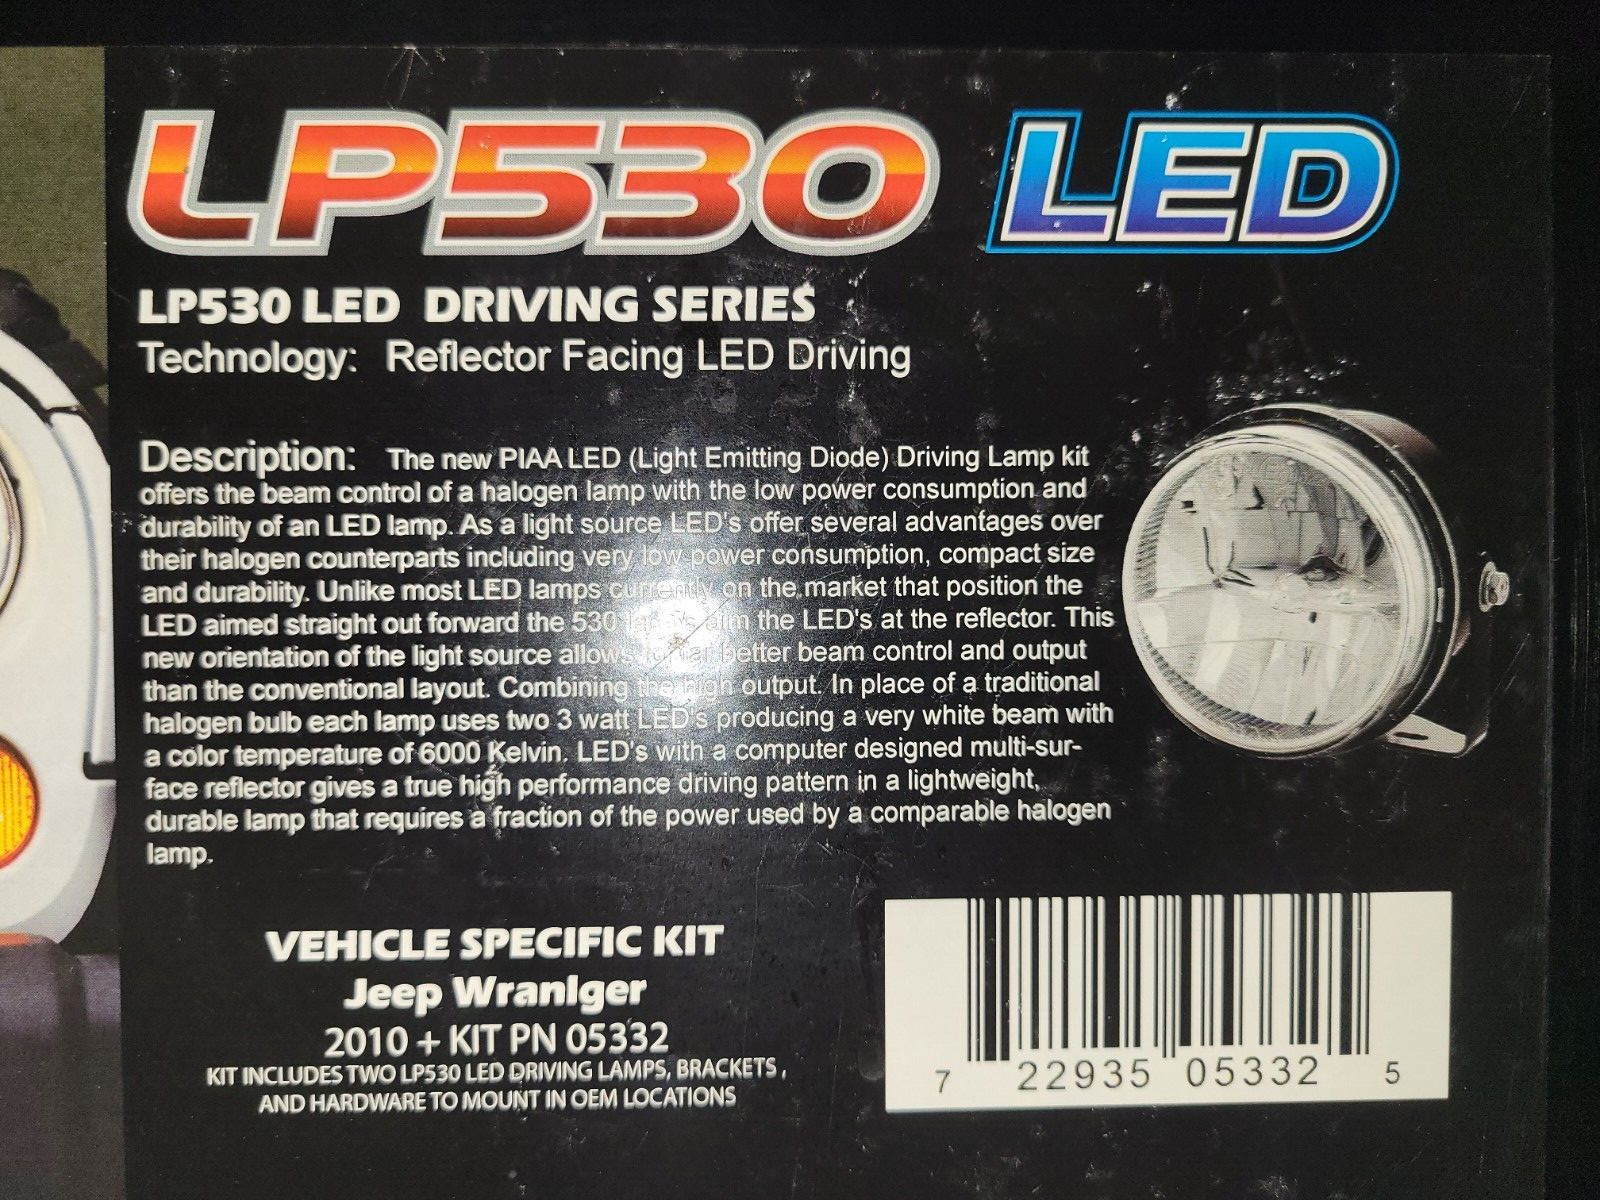 LP530 LED
LP530 LED DRIVING SERIES
Technology: Reflector Facing LED Driving
Description: The new PIAA LED (Light Emitting Diode) Driving Lamp kit
offers the beam control of a halogen lamp with the low power consumption and
durability of an LED lamp. As a light source LED's offer several advantages over
their halogen counterparts including very low power consumption, compact size
and durability. Unlike most LED lamps currently on the market that position the
LED aimed straight out forward the 530 lamp's aim the LED's at the reflector. This
new orientation of the light source allows for far better beam control and output
than the conventional layout. Combining the high output. In place of a traditional
halogen bulb each lamp uses two 3 watt LED's producing a very white beam with
a color temperature of 6000 Kelvin. LED's with a computer designed multi-sur-
face reflector gives a true high performance driving pattern in a lightweight,
durable lamp that requires a fraction of the power used by a comparable halogen
lamp.
VEHICLE SPECIFIC KIT
Jeep Wranlger
2010 + KIT PN 05332
KIT INCLUDES TWO LP530 LED DRIVING LAMPS, BRACKETS ,
AND HARDWARE TO MOUNT IN OEM LOCATIONS
7 22935 05332 5